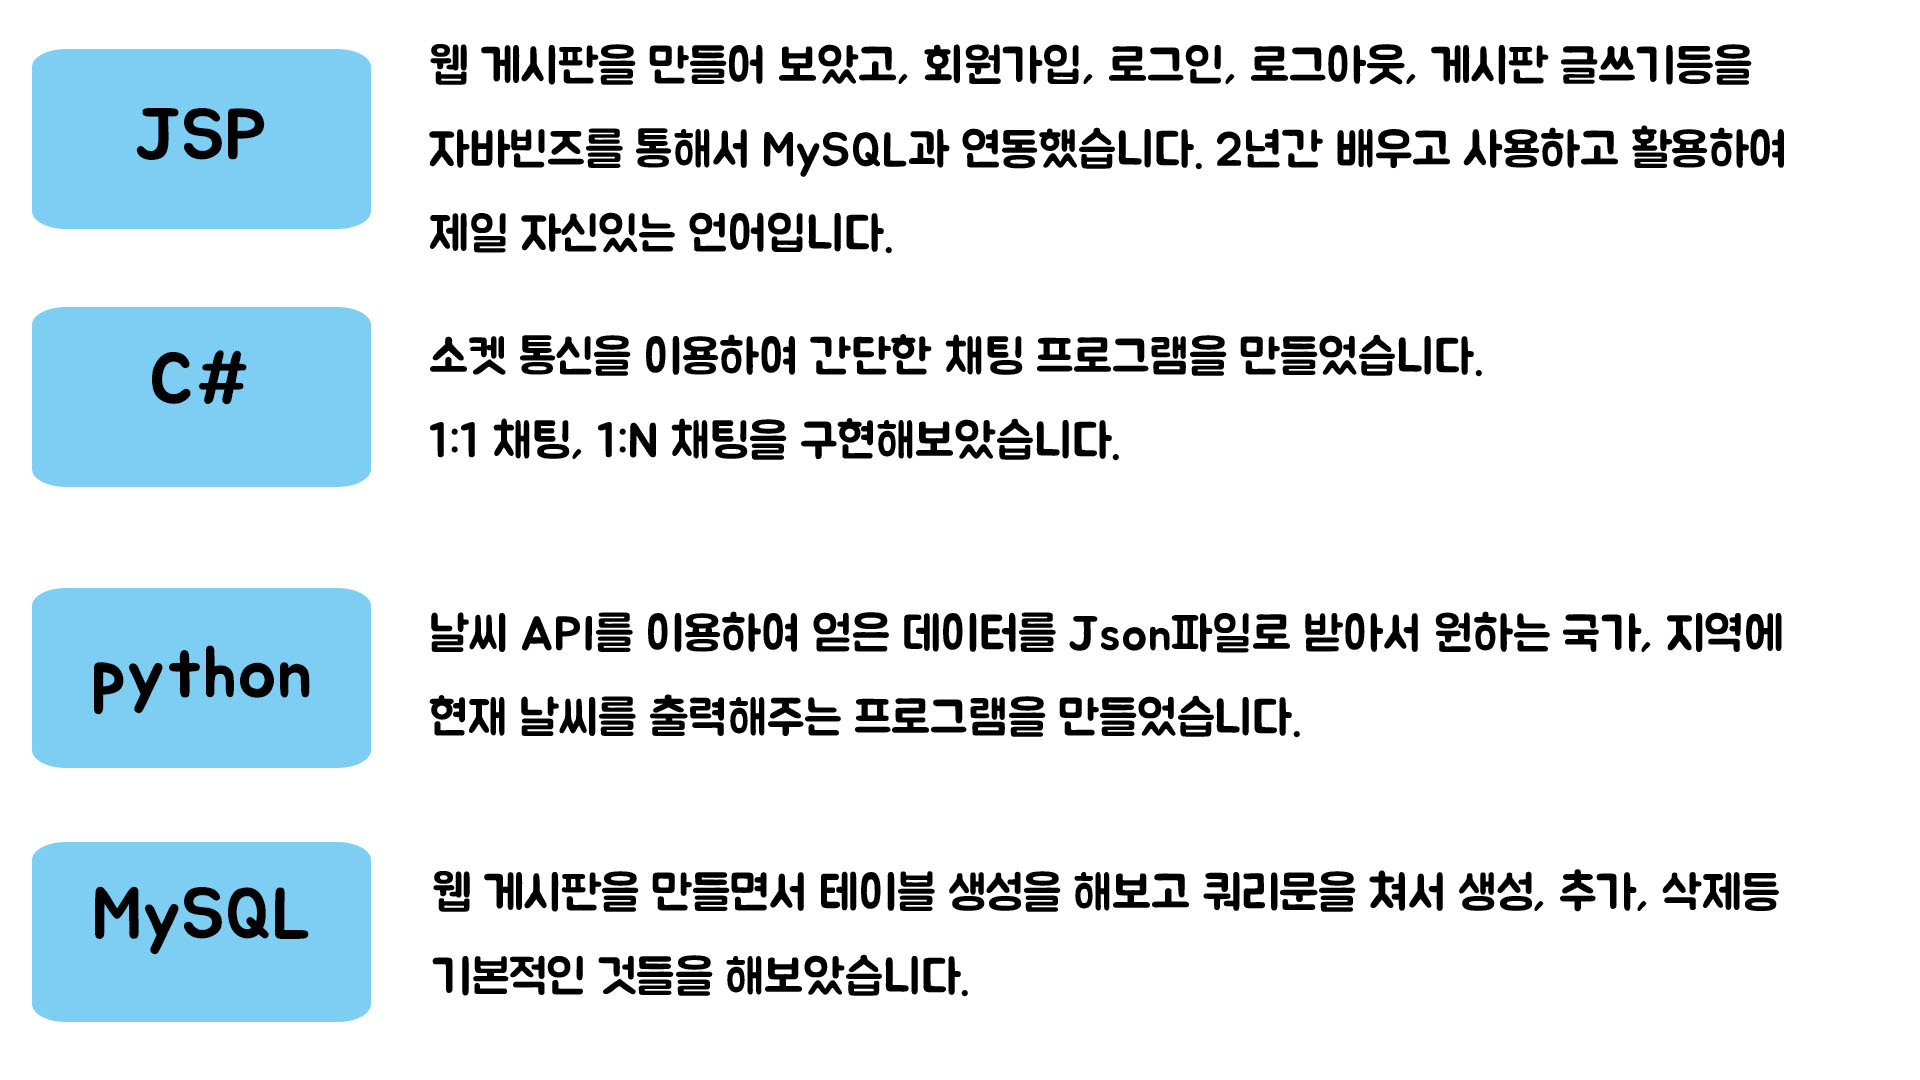 JSP
웹 게시판을 만들어 보았고, 회원가입, 로그인, 로그아웃, 게시판 글쓰기등을
자바빈즈를 통해서 MySQL과 연동했습니다. 2년간 배우고 사용하고 활용하여
제일 자신있는 언어입니다.
C#
소켓 통신을 이용하여 간단한 채팅 프로그램을 만들었습니다.
1:1 채팅, 1:N 채팅을 구현해보았습니다.
python
날씨 API를 이용하여 얻은 데이터를 Json파일로 받아서 원하는 국가, 지역에
현재 날씨를 출력해주는 프로그램을 만들었습니다.
MySQL
웹 게시판을 만들면서 테이블 생성을 해보고 쿼리문을 쳐서 생성, 추가, 삭제등
기본적인 것들을 해보았습니다.